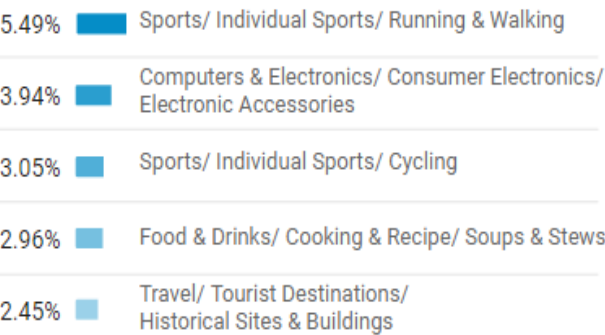 5.49% Sports/ Individual Sports/ Running & Walking
3.94% Computers & Electronics/ Consumer Electronics/
Electronic Accessories
3.05% Sports/ Individual Sports/ Cycling
2.96% Food & Drinks/ Cooking & Recipe/ Soups & Stews
2.45% Travel/ Tourist Destinations/
Historical Sites & Buildings